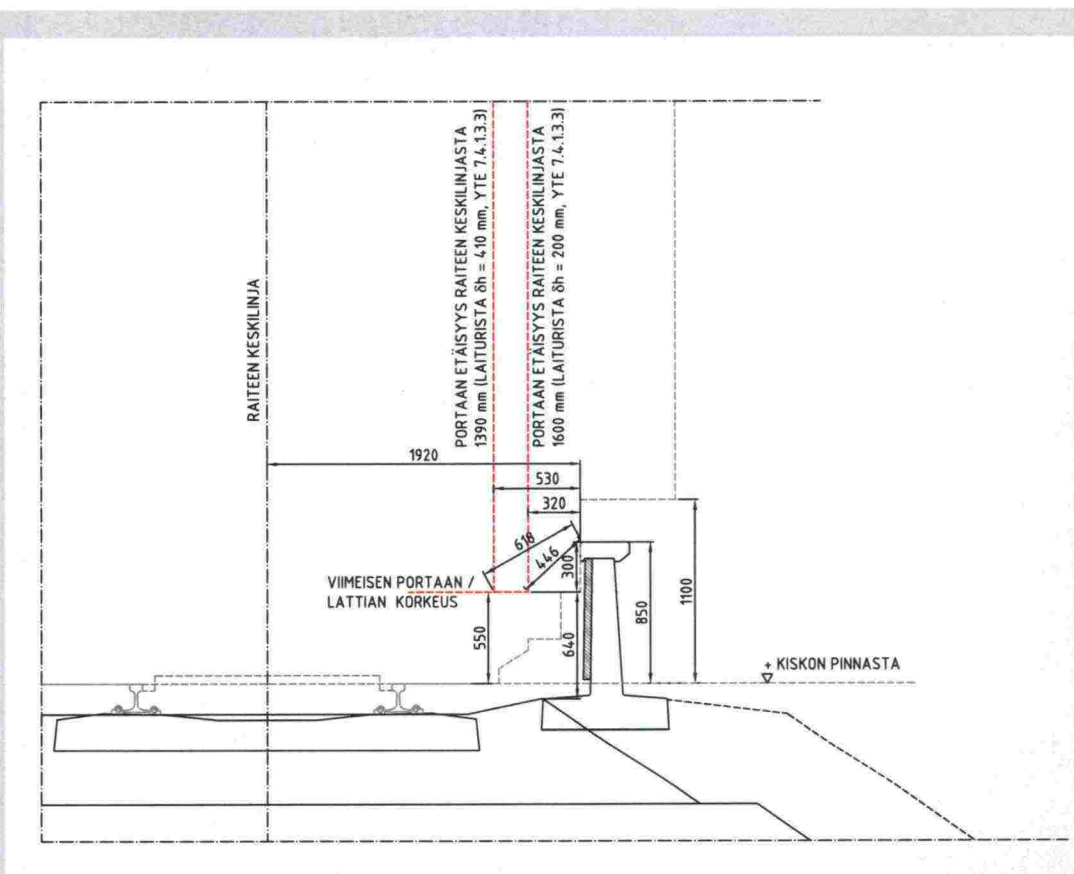 PORTAAN ETÄISYYS RAITEEN KESKILINJASTA
1390 mm (LAITURISTA δh = 410 mm, YTE 7.4.1.3.3)
PORTAAN ETÄISYYS RAITEEN KESKILINJASTA
1600 mm (LAITURISTA δh = 200 mm, YTE 7.4.1.3.3)
RAITEEN KESKILINJA
1920
530
320
618
446
300
VIIMEISEN PORTAAN /
LATTIAN KORKEUS
550
640
850
1100
+ KISKON PINNASTA